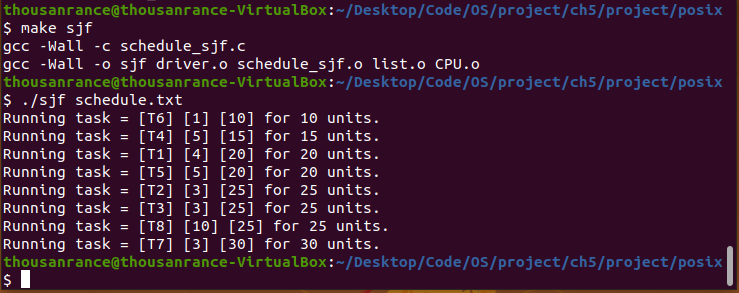 thousanrance@thousanrance-VirtualBox:~/Desktop/Code/OS/project/ch5/project/posix
$ make sjf
gcc -Wall -c schedule_sjf.c
gcc -Wall -o sjf driver.o schedule_sjf.o list.o CPU.o
thousanrance@thousanrance-VirtualBox:~/Desktop/Code/OS/project/ch5/project/posix
$ ./sjf schedule.txt
Running task = [T6] [1] [10] for 10 units.
Running task = [T4] [5] [15] for 15 units.
Running task = [T1] [4] [20] for 20 units.
Running task = [T5] [5] [20] for 20 units.
Running task = [T2] [3] [25] for 25 units.
Running task = [T3] [3] [25] for 25 units.
Running task = [T8] [10] [25] for 25 units.
Running task = [T7] [3] [30] for 30 units.
thousanrance@thousanrance-VirtualBox:~/Desktop/Code/OS/project/ch5/project/posix
$